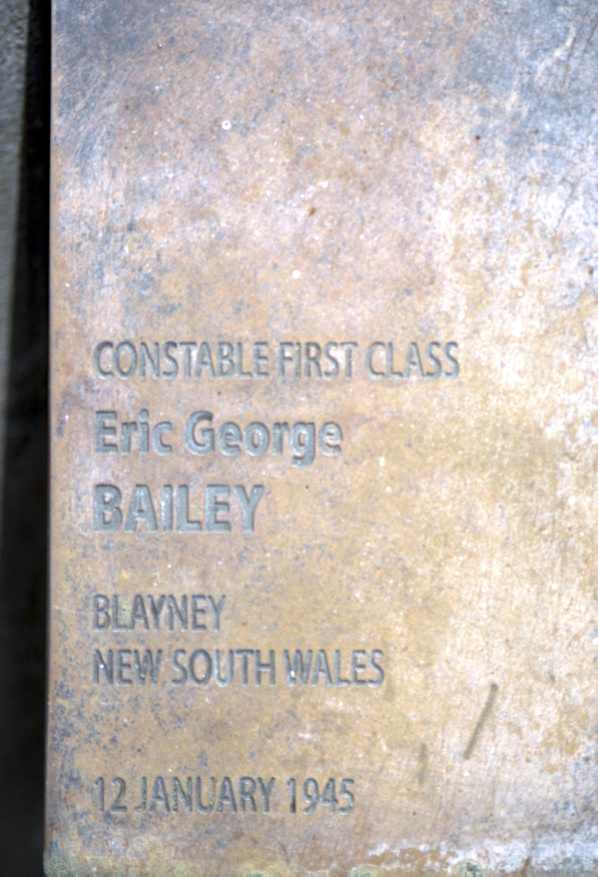 CONSTABLE FIRST CLASS
Eric George
BAILEY
BLAYNEY
NEW SOUTH WALES
12 JANUARY 1945